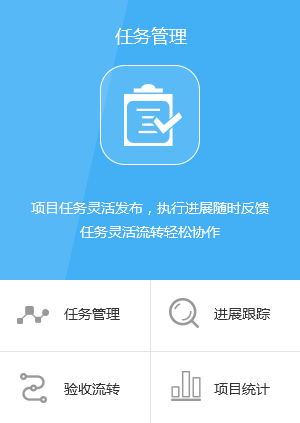 任务管理
项目任务灵活发布，执行进展随时反馈
任务灵活流转轻松协作
任务管理
进展跟踪
验收流转
项目统计